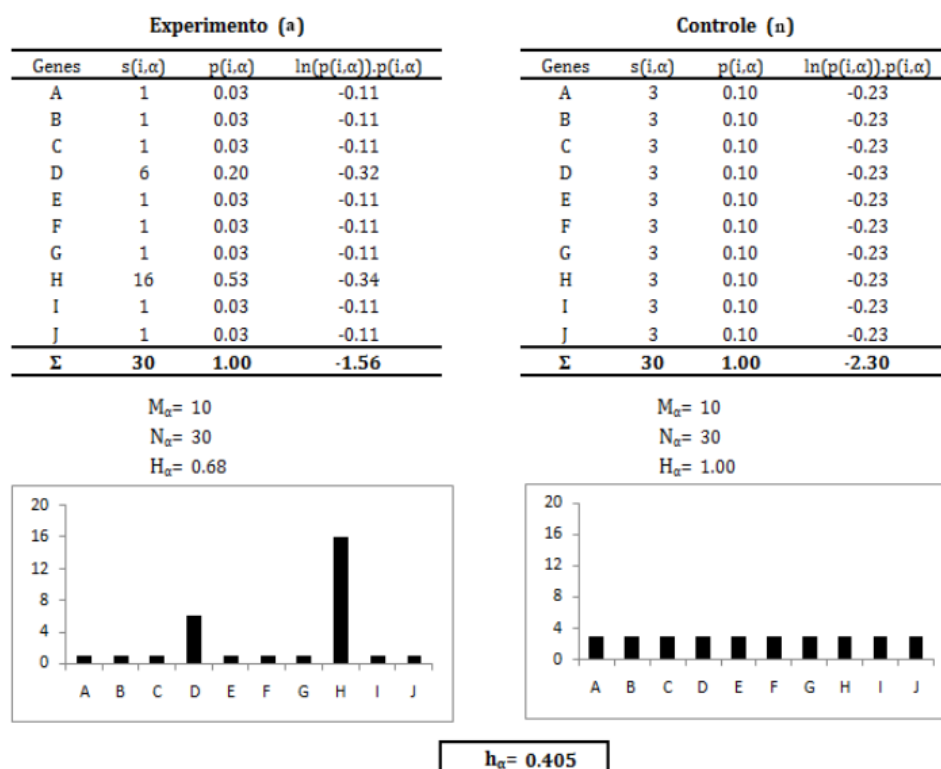 Experimento (a)
Genes s(i,α) p(i,α) ln(p(i,α)).p(i,α)
A 1 0.03 -0.11
B 1 0.03 -0.11
C 1 0.03 -0.11
D 6 0.20 -0.32
E 1 0.03 -0.11
F 1 0.03 -0.11
G 1 0.03 -0.11
H 16 0.53 -0.34
I 1 0.03 -0.11
J 1 0.03 -0.11
Σ 30 1.00 -1.56
Mα= 10
Nα= 30
Hα= 0.68
20
16
12
8
4
0
A B C D E F G H I J
Controle (n)
Genes s(i,α) p(i,α) ln(p(i,α)).p(i,α)
A 3 0.10 -0.23
B 3 0.10 -0.23
C 3 0.10 -0.23
D 3 0.10 -0.23
E 3 0.10 -0.23
F 3 0.10 -0.23
G 3 0.10 -0.23
H 3 0.10 -0.23
I 3 0.10 -0.23
J 3 0.10 -0.23
Σ 30 1.00 -2.30
Mα= 10
Nα= 30
Hα= 1.00
20
16
12
8
4
0
A B C D E F G H I J
hα= 0.405